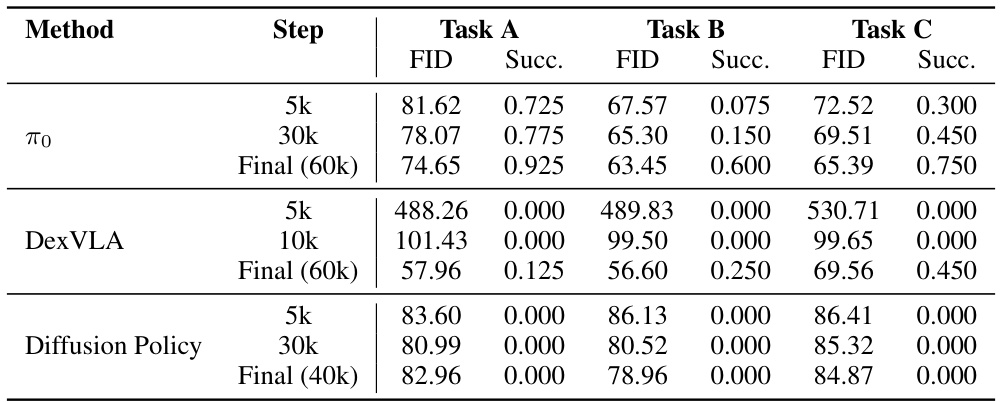 Method Step Task A Task B Task C
FID Succ. FID Succ. FID Succ.
5k 81.62 0.725 67.57 0.075 72.52 0.300
π0 30k 78.07 0.775 65.30 0.150 69.51 0.450
Final (60k) 74.65 0.925 63.45 0.600 65.39 0.750
5k 488.26 0.000 489.83 0.000 530.71 0.000
DexVLA 10k 101.43 0.000 99.50 0.000 99.65 0.000
Final (60k) 57.96 0.125 56.60 0.250 69.56 0.450
5k 83.60 0.000 86.13 0.000 86.41 0.000
Diffusion Policy 30k 80.99 0.000 80.52 0.000 85.32 0.000
Final (40k) 82.96 0.000 78.96 0.000 84.87 0.000